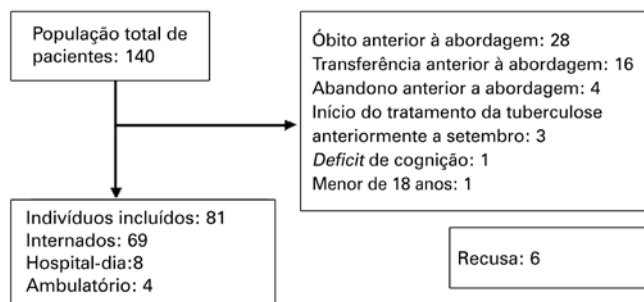 População total de
pacientes: 140
Óbito anterior à abordagem: 28
Transferência anterior à abordagem: 16
Abandono anterior a abordagem: 4
Início do tratamento da tuberculose
anteriormente a setembro: 3
Deficit de cognição: 1
Menor de 18 anos: 1
Indivíduos incluídos: 81
Internados: 69
Hospital-dia:8
Ambulatório: 4
Recusa: 6